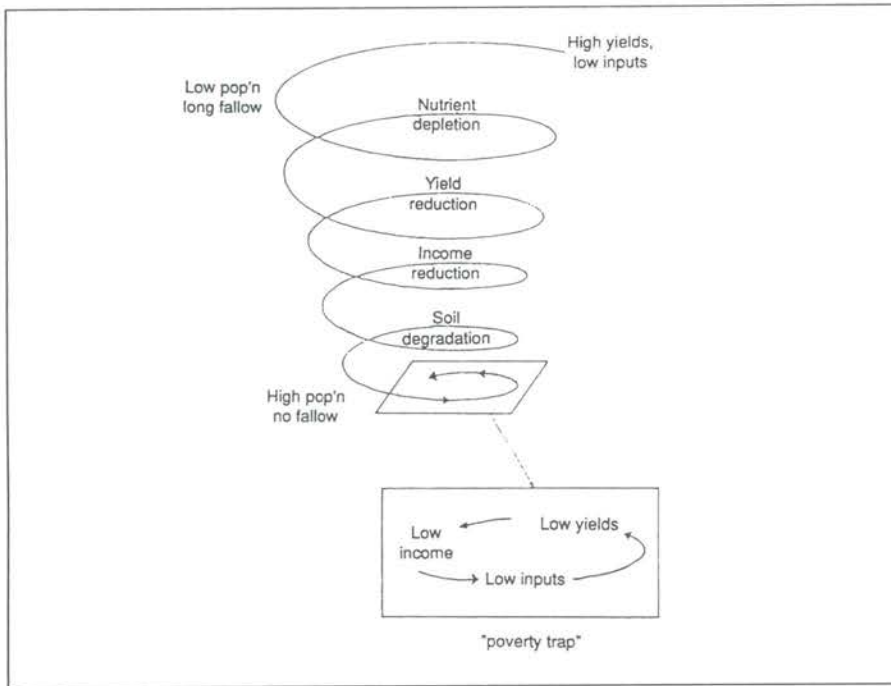 High yields,
low inputs
Low pop'n
long fallow
Nutrient
depletion
Yield
reduction
Income
reduction
Soil
degradation
High pop'n
no fallow
Low yields
Low
income
Low inputs
"poverty trap"